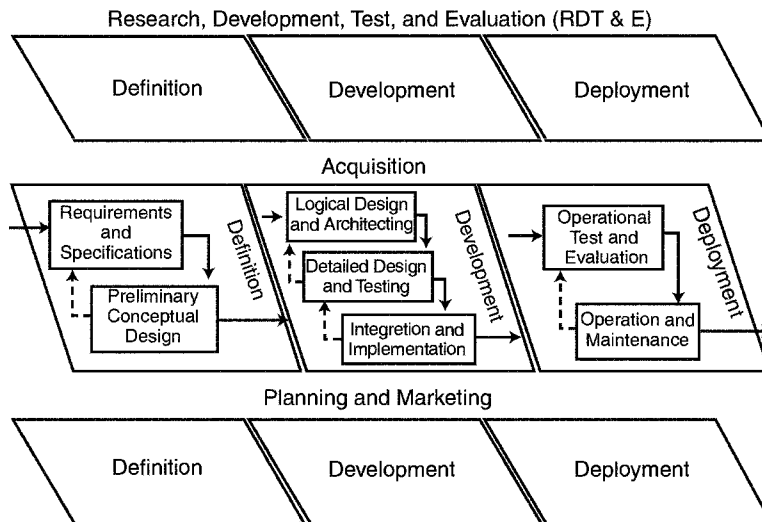 Research, Development, Test, and Evaluation (RDT & E)
Definition
Development
Deployment
Acquisition
Requirements
and
Specifications
Preliminary
Conceptual
Design
Definition
Logical Design
and Architecting
Detailed Design
and Testing
Integretion and
Implementation
Development
Operational
Test and
Evaluation
Operation and
Maintenance
Deployment
Planning and Marketing
Definition
Development
Deployment